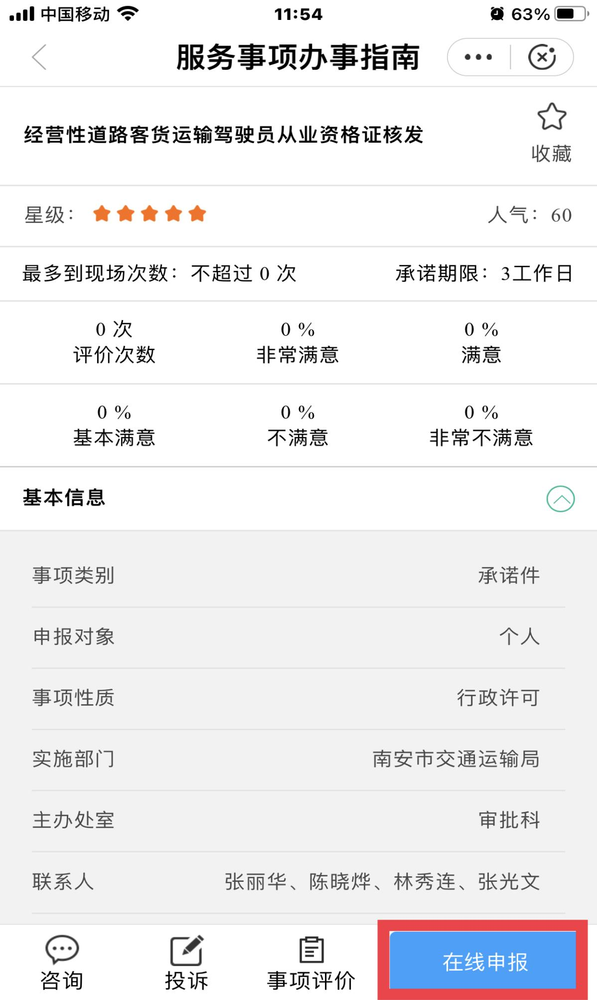 中国移动 11:54 63%
服务事项办事指南
经营性道路客货运输驾驶员从业资格证核发
收藏
星级： 人气：60
最多到现场次数：不超过 0 次 承诺期限：3工作日
0 次 0 % 0 %
评价次数 非常满意 满意
0 % 0 % 0 %
基本满意 不满意 非常不满意
基本信息
事项类别 承诺件
申报对象 个人
事项性质 行政许可
实施部门 南安市交通运输局
主办处室 审批科
联系人 张丽华、陈晓烨、林秀连、张光文
咨询 投诉 事项评价 在线申报